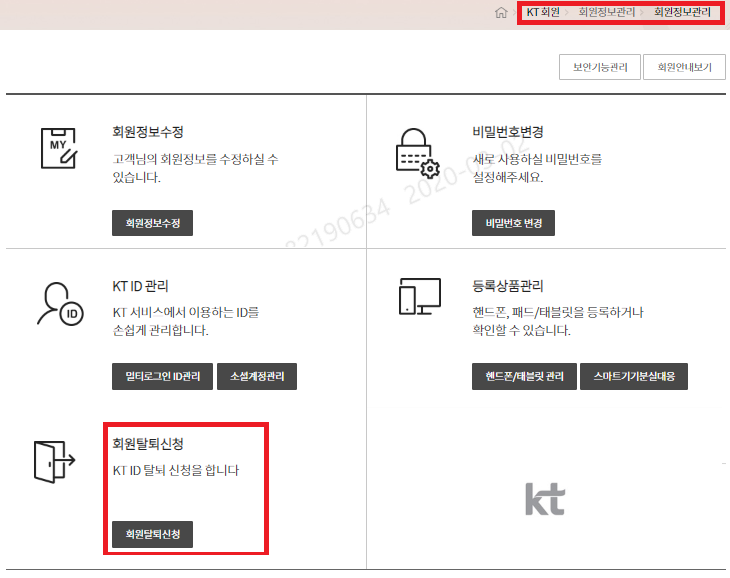 KT 회원 > 회원정보관리 > 회원정보관리
보안기능관리 회원안내보기
MY
회원정보수정
고객님의 회원정보를 수정하실 수
있습니다.
회원정보수정
비밀번호변경
새로 사용하실 비밀번호를
설정해주세요.
비밀번호 변경
2190634 2020-09-02
ID
KT ID 관리
KT 서비스에서 이용하는 ID를
손쉽게 관리합니다.
멀티로그인 ID관리 소셜계정관리
등록상품관리
핸드폰, 패드/태블릿을 등록하거나
확인할 수 있습니다.
핸드폰/태블릿 관리 스마트기기분실대응
회원탈퇴신청
KT ID 탈퇴 신청을 합니다
회원탈퇴신청
kt